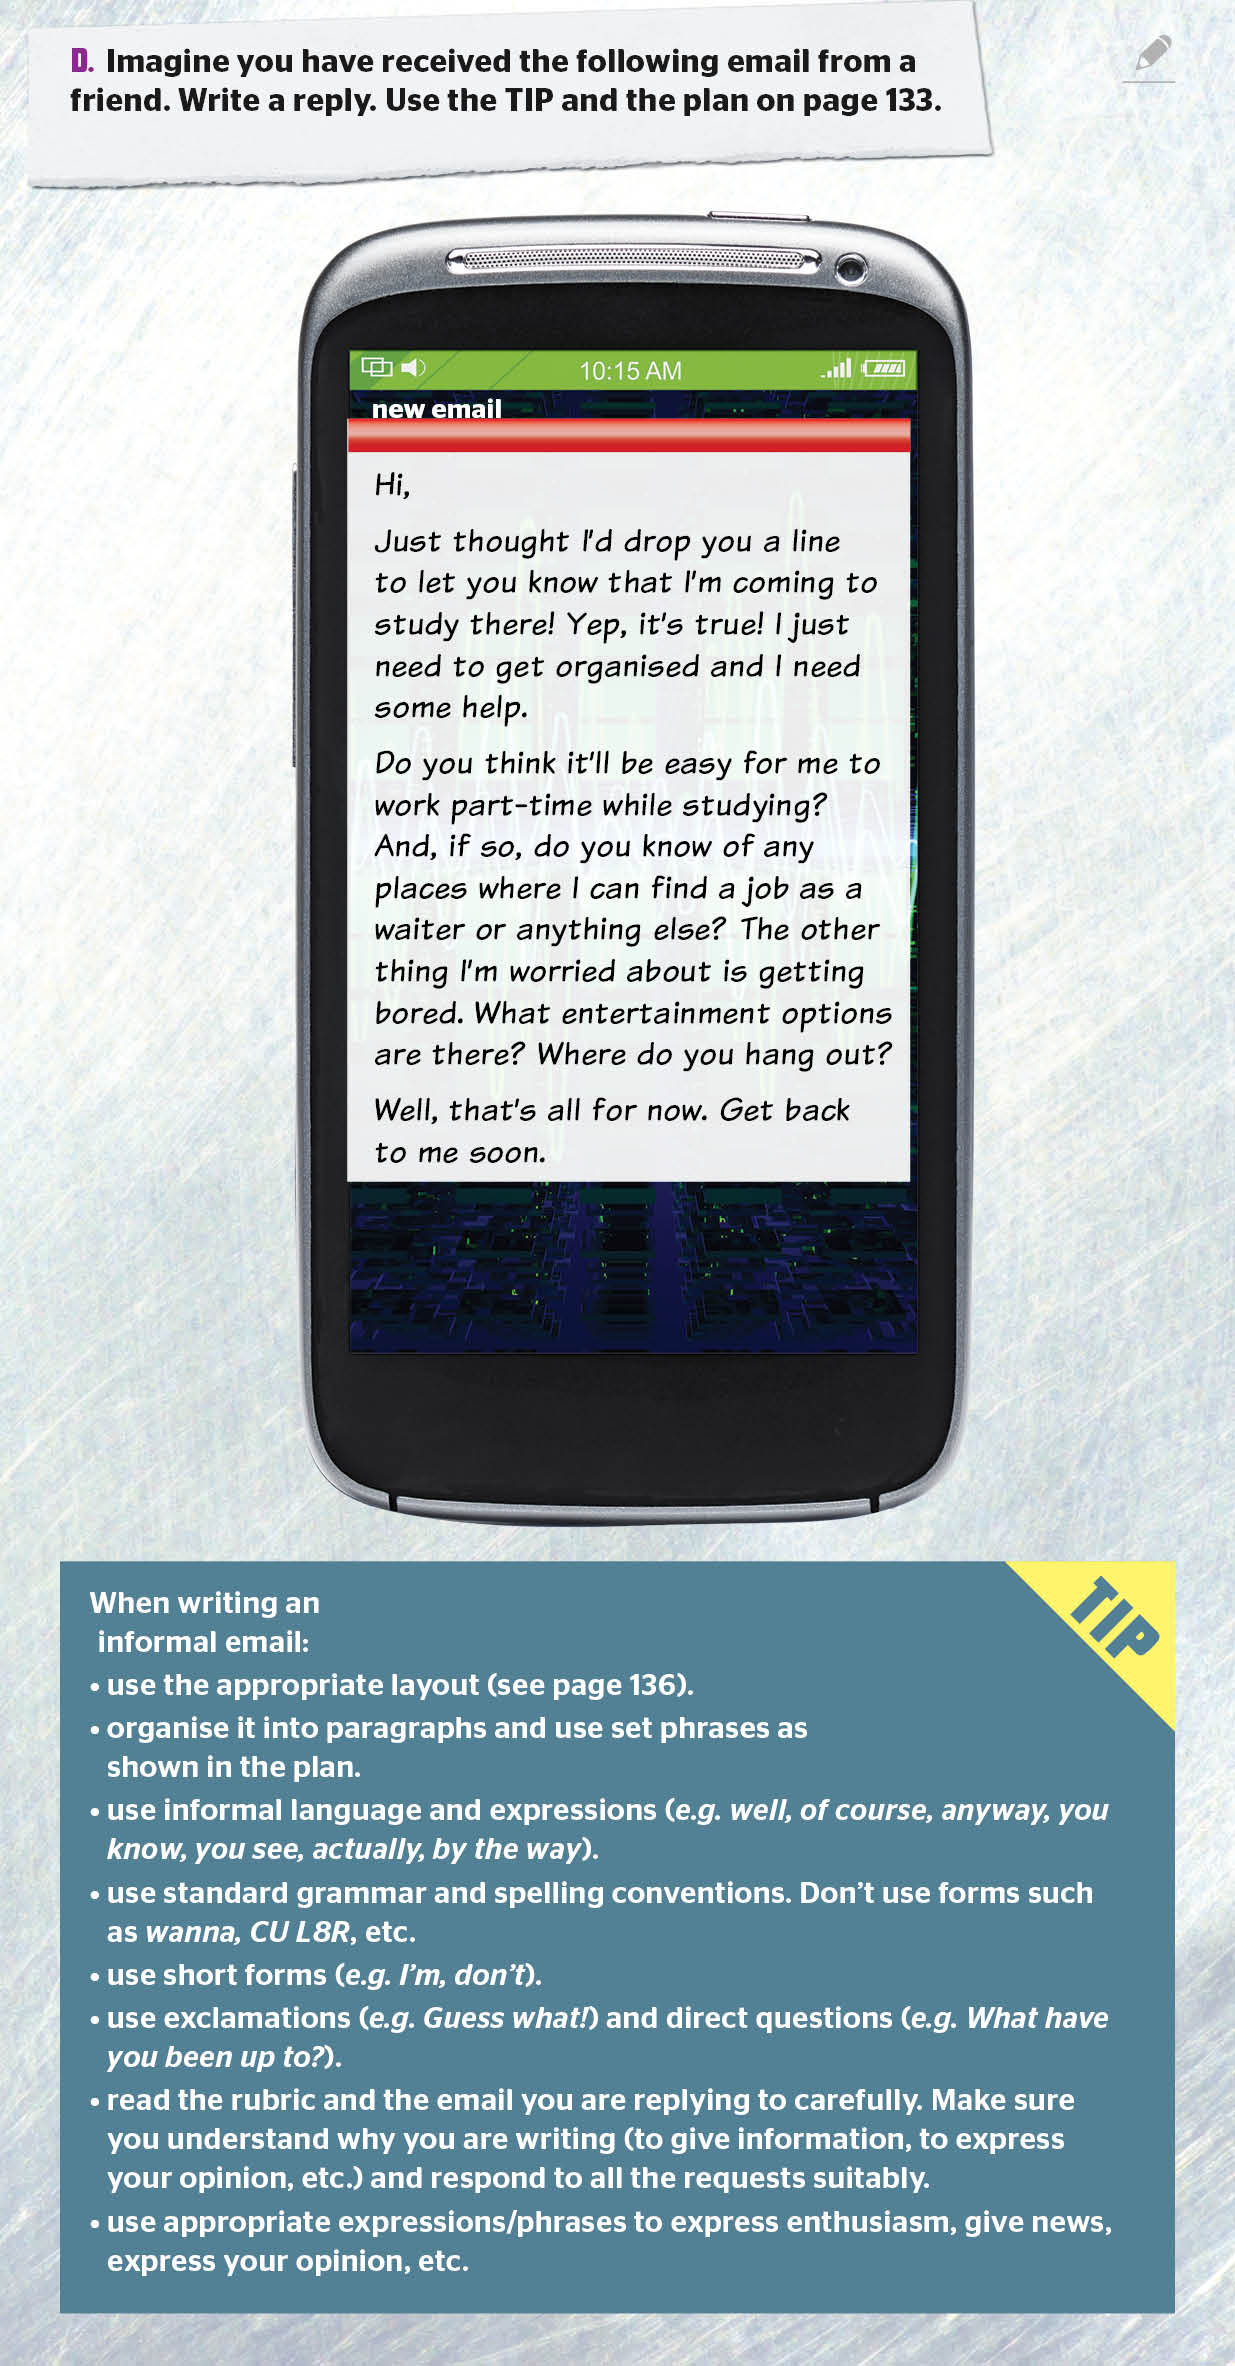 D. Imagine you have received the following email from a
friend. Write a reply. Use the TIP and the plan on page 133.
10:15 AM
new email
Hi,
Just thought I'd drop you a line
to let you know that I'm coming to
study there! Yep, it's true! I just
need to get organised and I need
some help.
Do you think it'll be easy for me to
work part-time while studying?
And, if so, do you know of any
places where I can find a job as a
waiter or anything else? The other
thing I'm worried about is getting
bored. What entertainment options
are there? Where do you hang out?
Well, that's all for now. Get back
to me soon.
TIP
When writing an
informal email:
• use the appropriate layout (see page 136).
• organise it into paragraphs and use set phrases as
shown in the plan.
• use informal language and expressions (e.g. well, of course, anyway, you
know, you see, actually, by the way).
• use standard grammar and spelling conventions. Don't use forms such
as wanna, CU L8R, etc.
• use short forms (e.g. I'm, don't).
• use exclamations (e.g. Guess what!) and direct questions (e.g. What have
you been up to?).
• read the rubric and the email you are replying to carefully. Make sure
you understand why you are writing (to give information, to express
your opinion, etc.) and respond to all the requests suitably.
• use appropriate expressions/phrases to express enthusiasm, give news,
express your opinion, etc.